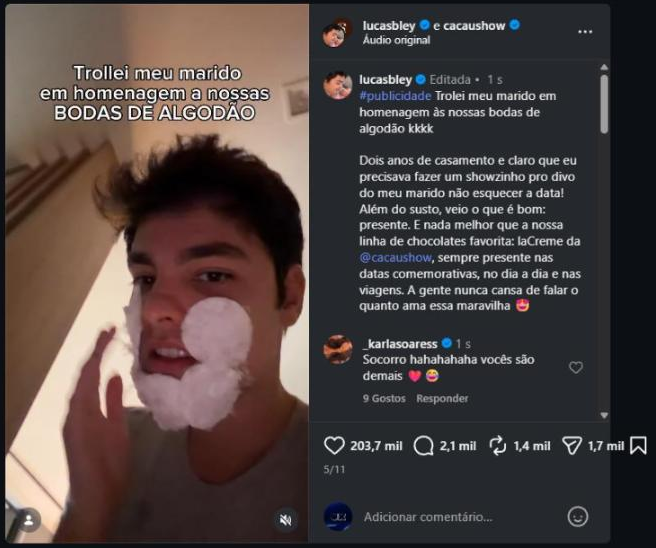 Trollei meu marido
em homenagem a nossas
BODAS DE ALGODÃO
lucasbley e cacaushow
Áudio original
lucasbley Editada • 1 s
#publicidade Trolei meu marido em
homenagem às nossas bodas de
algodão kkkk
Dois anos de casamento e claro que eu
precisava fazer um showzinho pro divo
do meu marido não esquecer a data!
Além do susto, veio o que é bom:
presente. E nada melhor que a nossa
linha de chocolates favorita: laCreme da
@cacaushow, sempre presente nas
datas comemorativas, no dia a dia e nas
viagens. A gente nunca cansa de falar o
quanto ama essa maravilha 😍
_karlasoaress 1 s
Socorro hahahahaha vocês são
demais ❤️ 😂
9 Gostos Responder
203,7 mil 2,1 mil 1,4 mil 1,7 mil
5/11
Adicionar comentário...